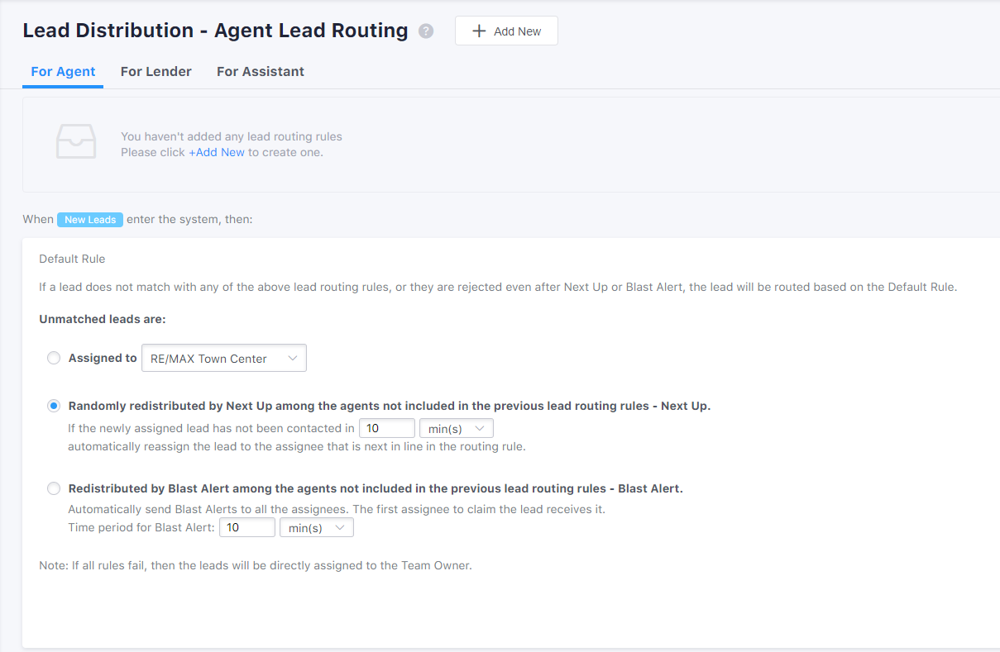 Lead Distribution - Agent Lead Routing ? Add New
For Agent For Lender For Assistant
You haven't added any lead routing rules
Please click +Add New to create one.
When New Leads enter the system, then:
Default Rule
If a lead does not match with any of the above lead routing rules, or they are rejected even after Next Up or Blast Alert, the lead will be routed based on the Default Rule.
Unmatched leads are:
Assigned to RE/MAX Town Center
Randomly redistributed by Next Up among the agents not included in the previous lead routing rules - Next Up.
If the newly assigned lead has not been contacted in 10 min(s)
automatically reassign the lead to the assignee that is next in line in the routing rule.
Redistributed by Blast Alert among the agents not included in the previous lead routing rules - Blast Alert.
Automatically send Blast Alerts to all the assignees. The first assignee to claim the lead receives it.
Time period for Blast Alert: 10 min(s)
Note: If all rules fail, then the leads will be directly assigned to the Team Owner.